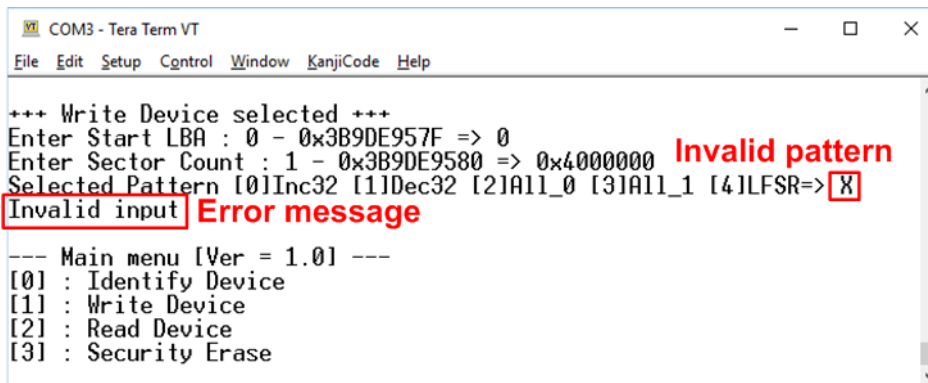 COM3 - Tera Term VT
File Edit Setup Control Window KanjiCode Help
+++ Write Device selected +++
Enter Start LBA : 0 - 0x3B9DE957F => 0
Enter Sector Count : 1 - 0x3B9DE9580 => 0x4000000 Invalid pattern
Selected Pattern [0]Inc32 [1]Dec32 [2]All_0 [3]All_1 [4]LFSR=> X
Invalid input Error message
--- Main menu [Ver = 1.0] ---
[0] : Identify Device
[1] : Write Device
[2] : Read Device
[3] : Security Erase